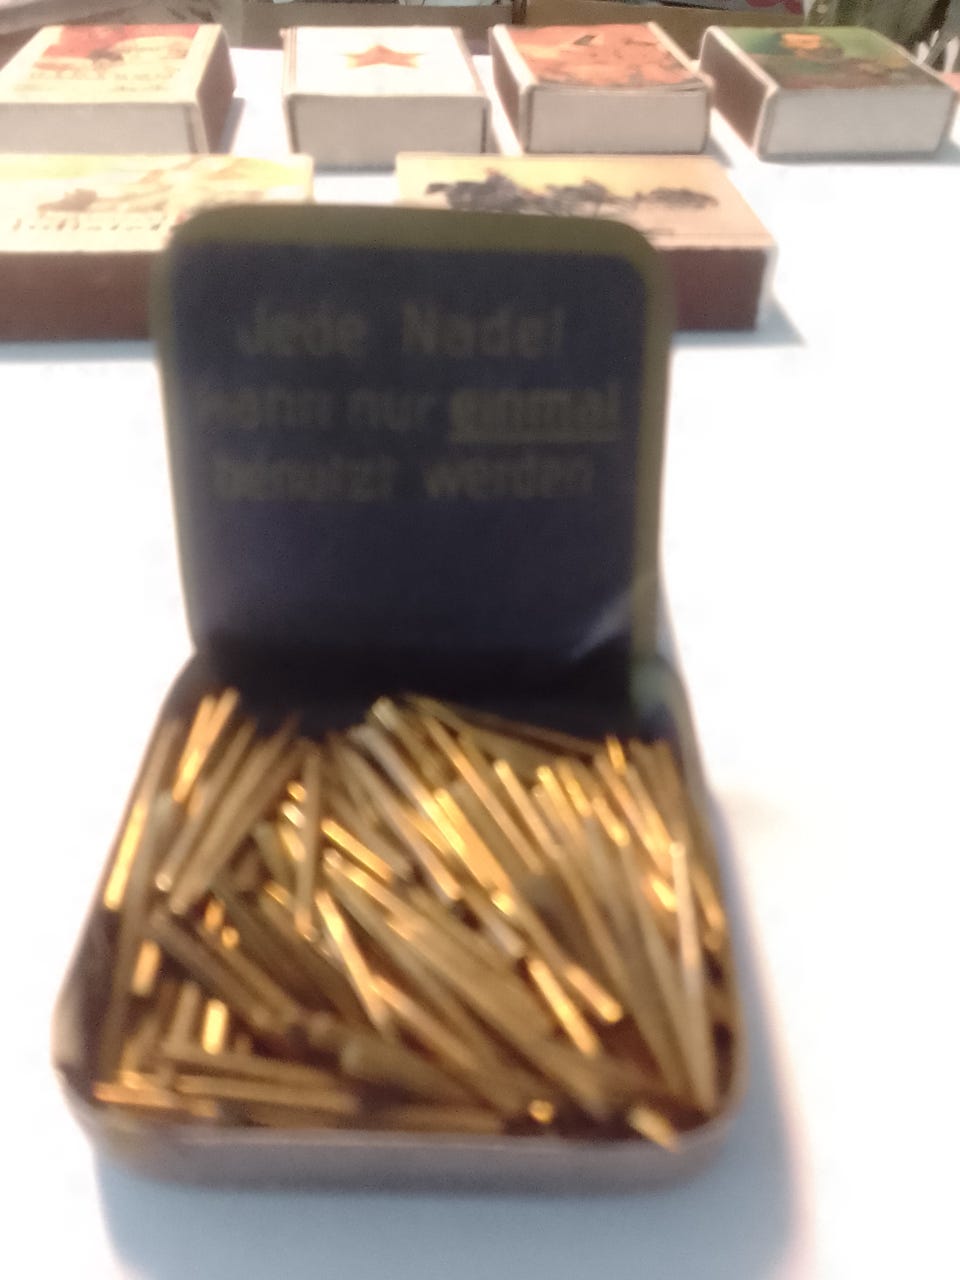 Jede Nadel
kann nur einmal
benutzt werden